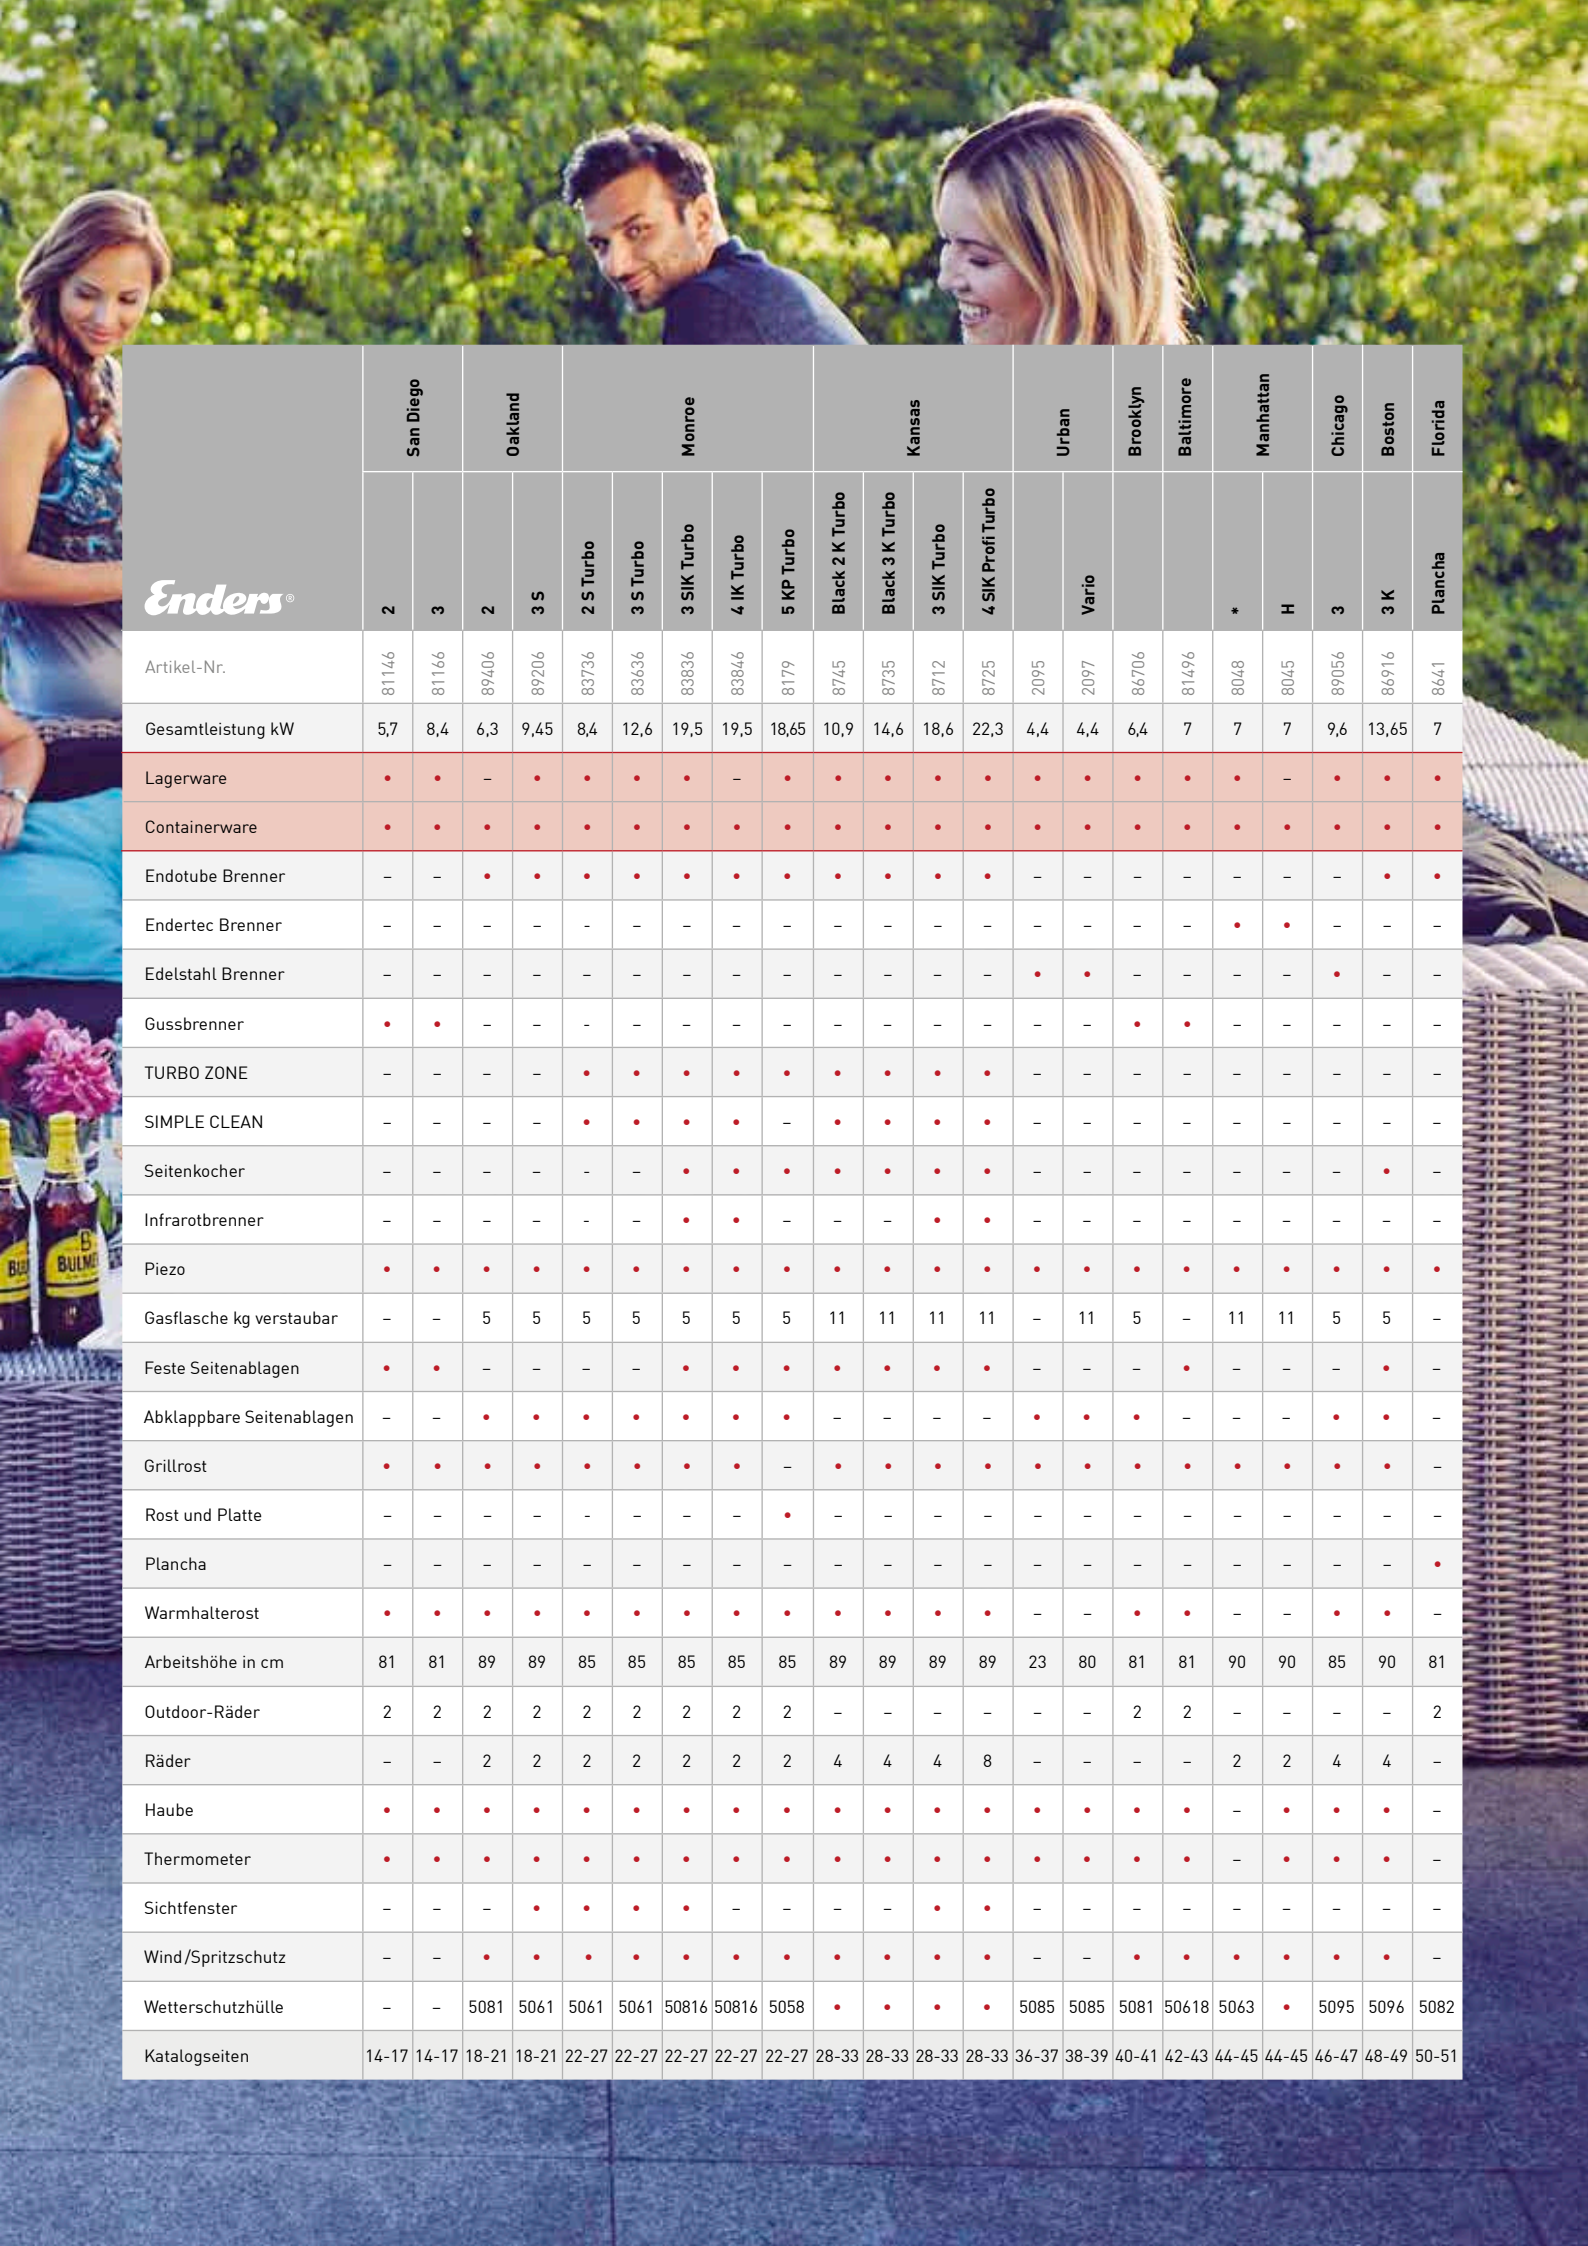 San Diego Oakland Monroe Kansas Urban Brooklyn Baltimore Manhattan Chicago Boston Florida
Enders® 2 3 2 3 S 2 S Turbo 3 S Turbo 3 SIK Turbo 4 IK Turbo 5 KP Turbo Black 2 K Turbo Black 3 K Turbo 3 SIK Turbo 4 SIK Profi Turbo Vario * H 3 3 K Plancha
Artikel-Nr. 81146 81166 89406 89206 83736 83636 83836 83846 8179 8745 8735 8712 8725 2095 2097 86706 81496 8048 8045 89056 86916 8641
Gesamtleistung kW 5,7 8,4 6,3 9,45 8,4 12,6 19,5 19,5 18,65 10,9 14,6 18,6 22,3 4,4 4,4 6,4 7 7 7 9,6 13,65 7
Lagerware • • – • • • • – • • • • • • • • • • – • • •
Containerware • • • • • • • • • • • • • • • • • • • • • •
Endotube Brenner – – • • • • • • • • • • • – – – – – – – • •
Endertec Brenner – – – – - – – – – – – – – – – – – • • – – –
Edelstahl Brenner – – – – – – – – – – – – – • • – – – – • – –
Gussbrenner • • – – - – – – – – – – – – – • • – – – – –
TURBO ZONE – – – – • • • • • • • • • – – – – – – – – –
SIMPLE CLEAN – – – – • • • • – • • • • – – – – – – – – –
Seitenkocher – – – – - – • • • • • • • – – – – – – – • –
Infrarotbrenner – – – – - – • • – – – • • – – – – – – – – –
Piezo • • • • • • • • • • • • • • • • • • • • • •
Gasflasche kg verstaubar – – 5 5 5 5 5 5 5 11 11 11 11 – 11 5 – 11 11 5 5 –
Feste Seitenablagen • • – – – – • • • • • • • – – – • – – – • –
Abklappbare Seitenablagen – – • • • • • • • – – – – • • • – – – • • –
Grillrost • • • • • • • • – • • • • • • • • • • • • –
Rost und Platte – – – – - – – – • – – – – – – – – – – – – –
Plancha – – – – – – – – – – – – – – – – – – – – – •
Warmhalterost • • • • • • • • • • • • • – – • • – – • • –
Arbeitshöhe in cm 81 81 89 89 85 85 85 85 85 89 89 89 89 23 80 81 81 90 90 85 90 81
Outdoor-Räder 2 2 2 2 2 2 2 2 2 – – – – – – 2 2 – – – – 2
Räder – – 2 2 2 2 2 2 2 4 4 4 8 – – – – 2 2 4 4 –
Haube • • • • • • • • • • • • • • • • • – • • • –
Thermometer • • • • • • • • • • • • • • • • • – • • • –
Sichtfenster – – – • • • • – – – – • • – – – – – – – – –
Wind/Spritzschutz – – • • • • • • • • • • • – – • • • • • • –
Wetterschutzhülle – – 5081 5061 5061 5061 50816 50816 5058 • • • • 5085 5085 5081 50618 5063 • 5095 5096 5082
Katalogseiten 14-17 14-17 18-21 18-21 22-27 22-27 22-27 22-27 22-27 28-33 28-33 28-33 28-33 36-37 38-39 40-41 42-43 44-45 44-45 46-47 48-49 50-51